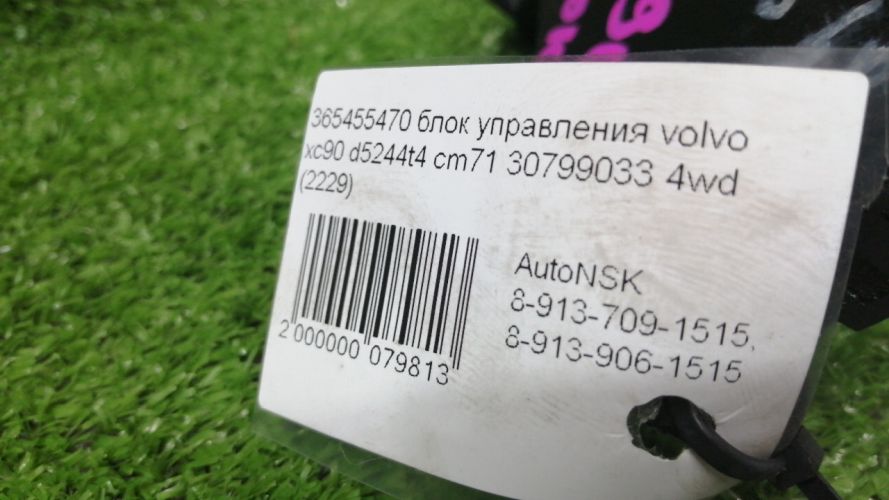 365455470 блок управления volvo
xc90 d5244t4 cm71 30799033 4wd
(2229)
2 000000 079813
AutoNSK
8-913-709-1515,
8-913-906-1515